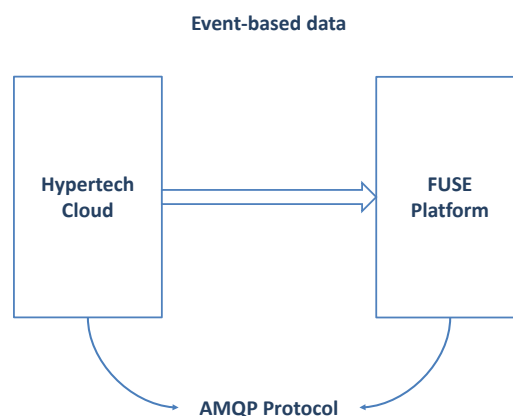 Event-based data
Hypertech
Cloud
FUSE
Platform
AMQP Protocol